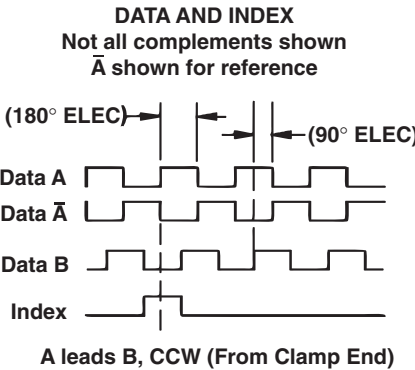 DATA AND INDEX
Not all complements shown
A̅ shown for reference
(180° ELEC)
(90° ELEC)
Data A
Data A̅
Data B
Index
A leads B, CCW (From Clamp End)